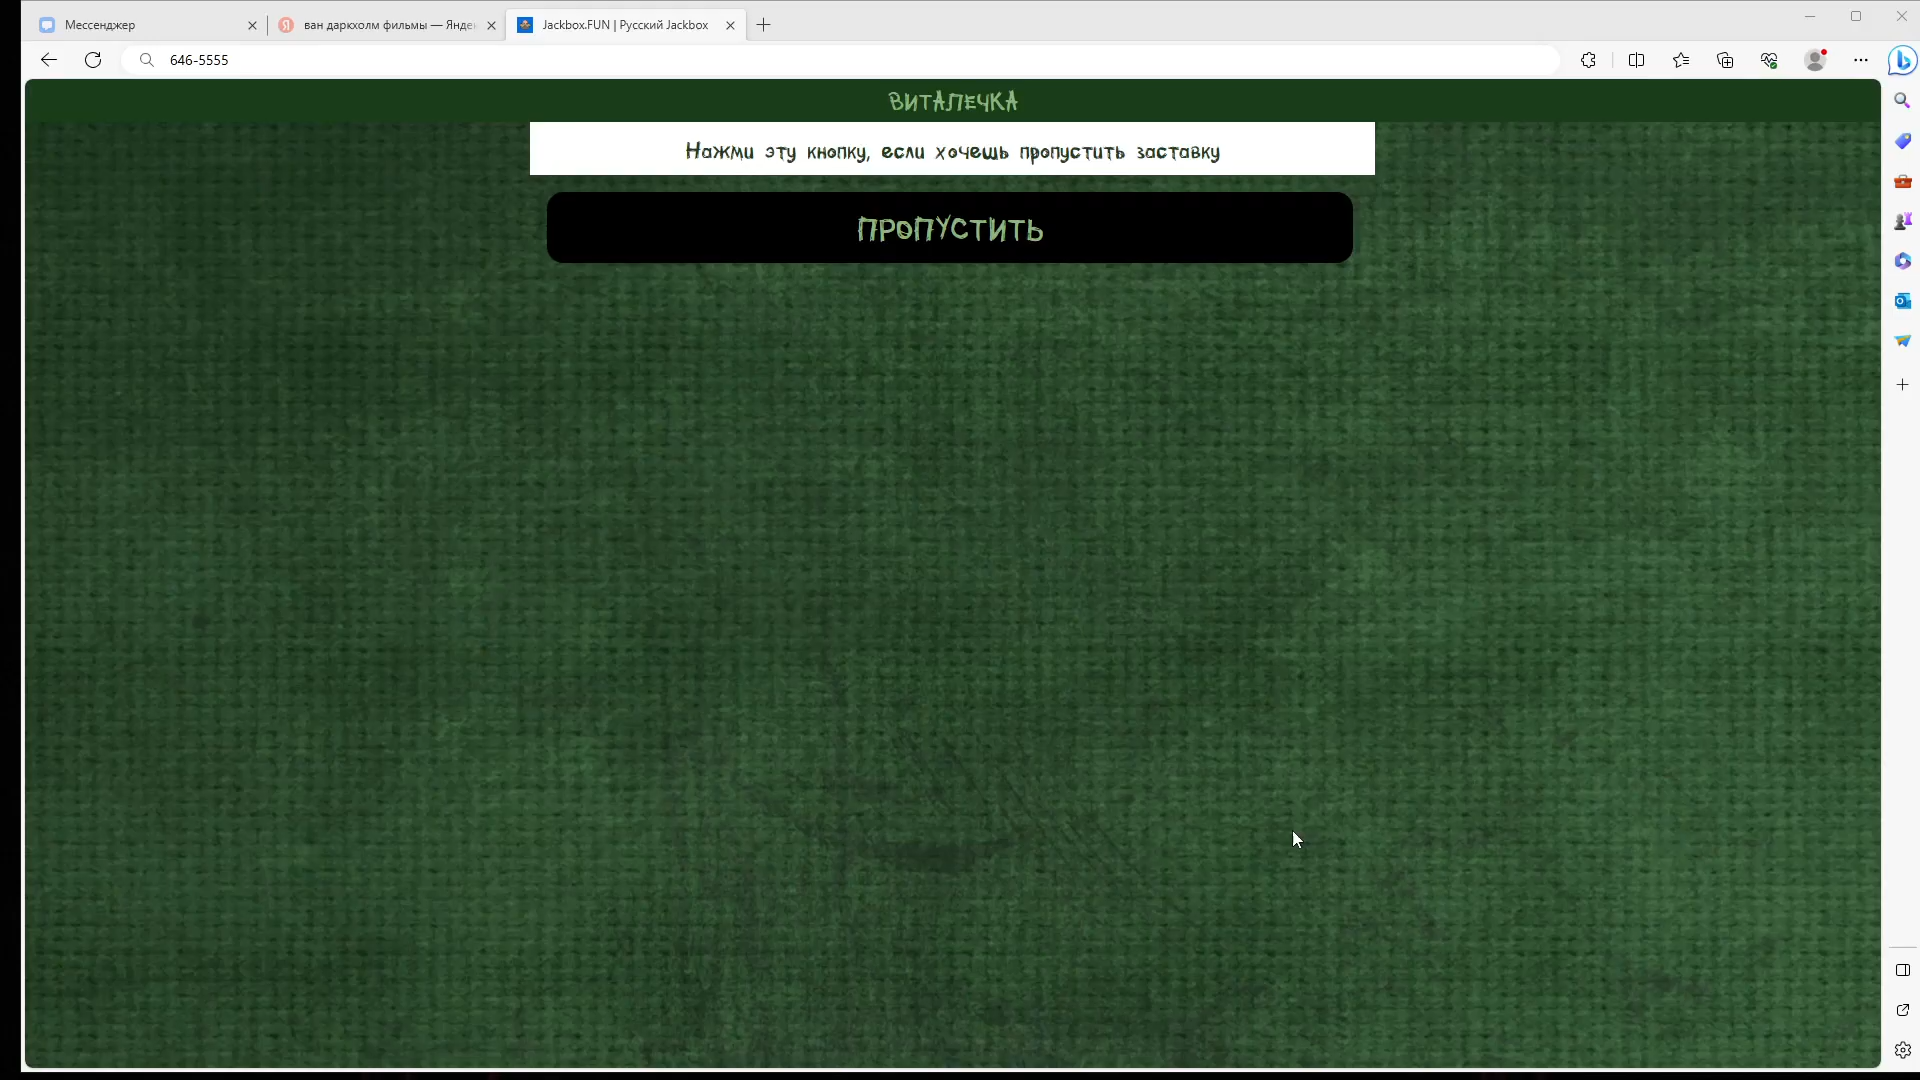 Мессенджер
ван даркхолм фильмы — Яндек
Jackbox.FUN | Русский Jackbox
646-5555
ВИТАЛЕЧКА
Нажми эту кнопку, если хочешь пропустить заставку
ПРОПУСТИТЬ